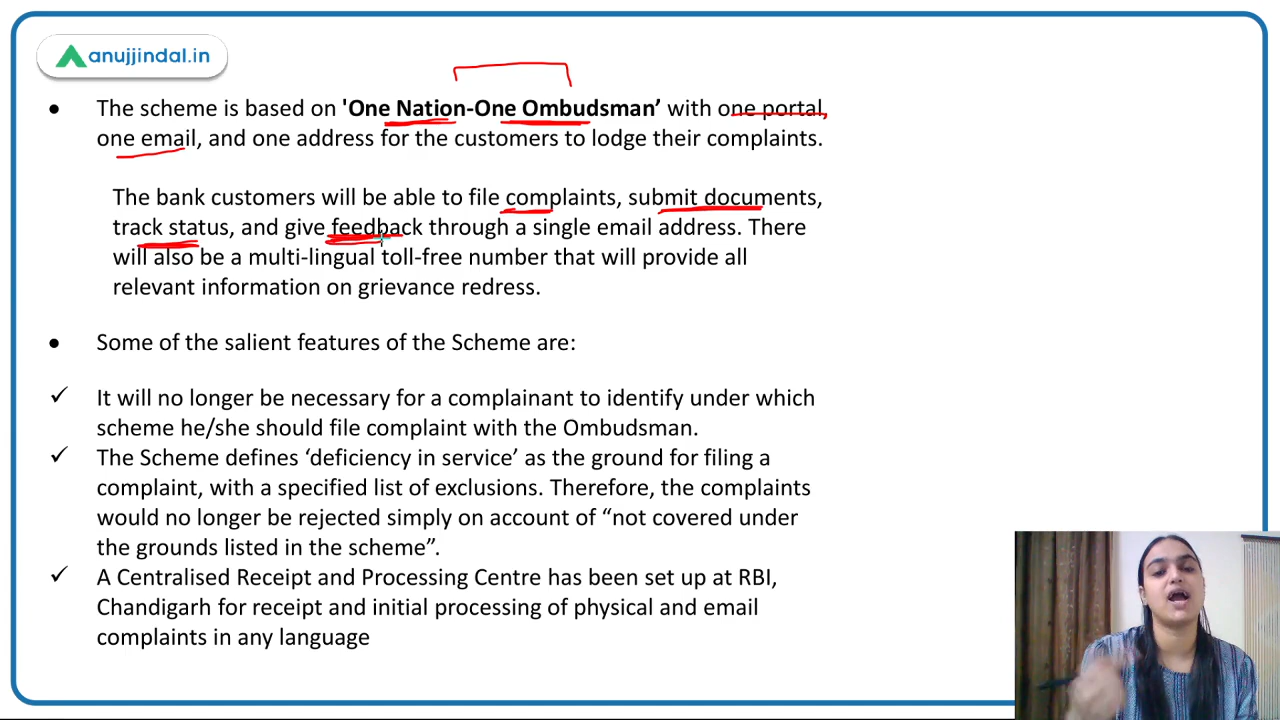 anujjindal.in
• The scheme is based on 'One Nation-One Ombudsman’ with one portal,
one email, and one address for the customers to lodge their complaints.
The bank customers will be able to file complaints, submit documents,
track status, and give feedback through a single email address. There
will also be a multi-lingual toll-free number that will provide all
relevant information on grievance redress.
• Some of the salient features of the Scheme are:
✓ It will no longer be necessary for a complainant to identify under which
scheme he/she should file complaint with the Ombudsman.
✓ The Scheme defines ‘deficiency in service’ as the ground for filing a
complaint, with a specified list of exclusions. Therefore, the complaints
would no longer be rejected simply on account of “not covered under
the grounds listed in the scheme”.
✓ A Centralised Receipt and Processing Centre has been set up at RBI,
Chandigarh for receipt and initial processing of physical and email
complaints in any language